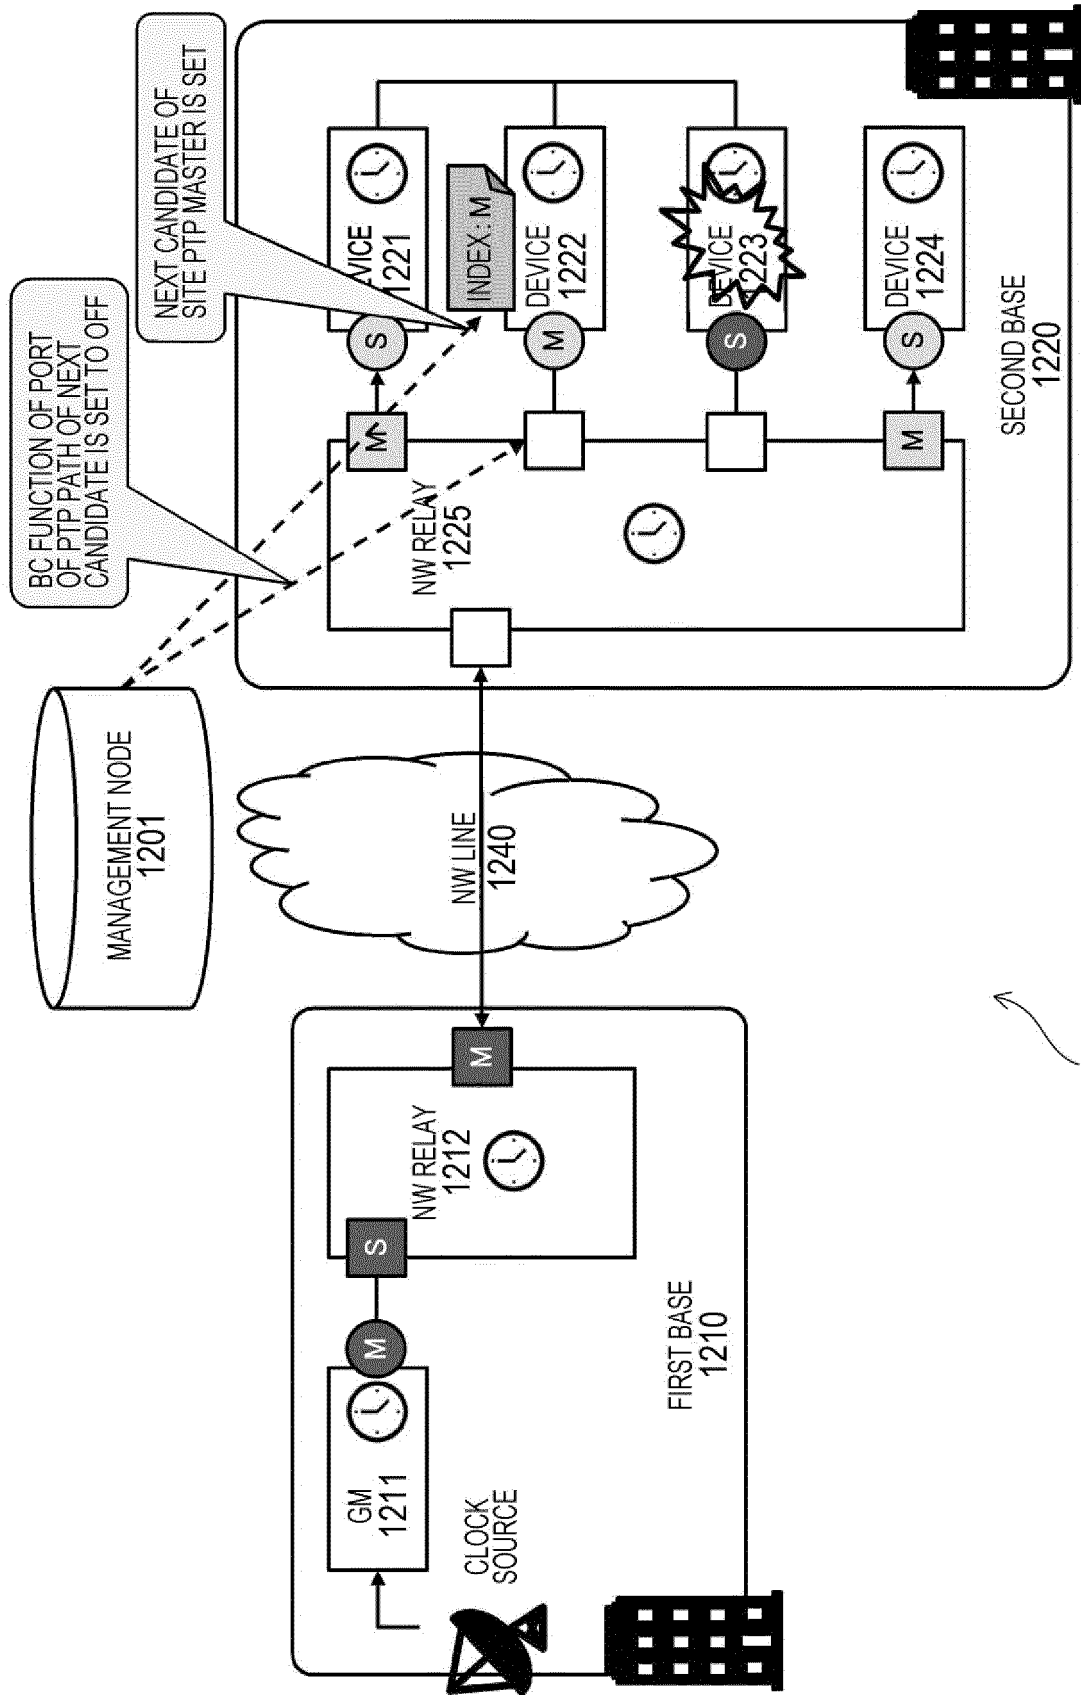 BC FUNCTION OF PORT
OF PTP PATH OF NEXT
CANDIDATE IS SET TO OFF
NEXT CANDIDATE OF
SITE PTP MASTER IS SET
MANAGEMENT NODE
1201
CLOCK
SOURCE
GM
1211
M
S
NW RELAY
1212
M
FIRST BASE
1210
NW LINE
1240
NW RELAY
1225
M
S
VICE
1221
INDEX: M
M
DEVICE
1222
S
DEVICE
1223
M
S
DEVICE
1224
SECOND BASE
1220